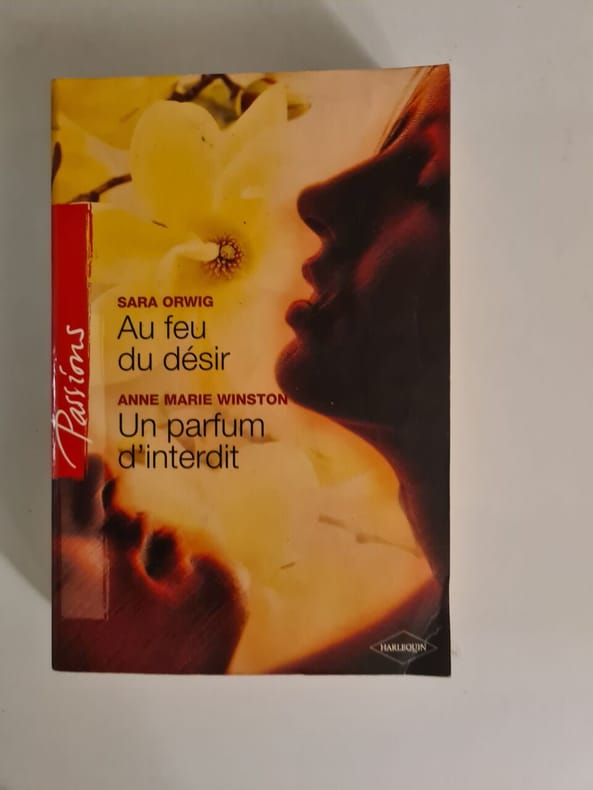 SARA ORWIG
Au feu
du désir
ANNE MARIE WINSTON
Un parfum
d'interdit
Passions
HARLEQUIN